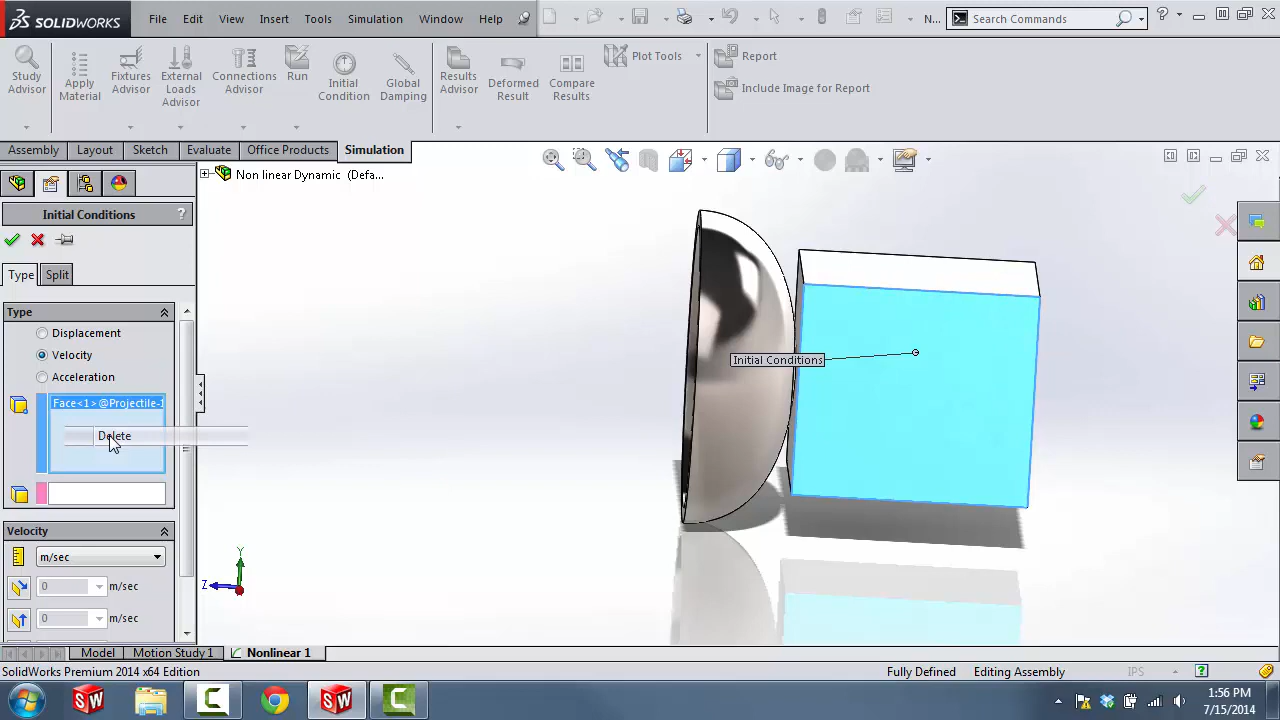 SOLIDWORKS File Edit View Insert Tools Simulation Window Help N... Search Commands
Study Advisor
Apply Material
Fixtures Advisor
External Loads Advisor
Connections Advisor
Run
Initial Condition
Global Damping
Results Advisor
Deformed Result
Compare Results
Plot Tools
Report
Include Image for Report
Assembly Layout Sketch Evaluate Office Products Simulation
Non linear Dynamic (Defa...
Initial Conditions ?
Type Split
Type
Displacement
Velocity
Acceleration
Face<1>@Projectile-1
Delete
Initial Conditions
Velocity
m/sec
0 m/sec
0 m/sec
Y
Z
Model Motion Study 1 Nonlinear 1
SolidWorks Premium 2014 x64 Edition Fully Defined Editing Assembly IPS
1:56 PM
7/15/2014